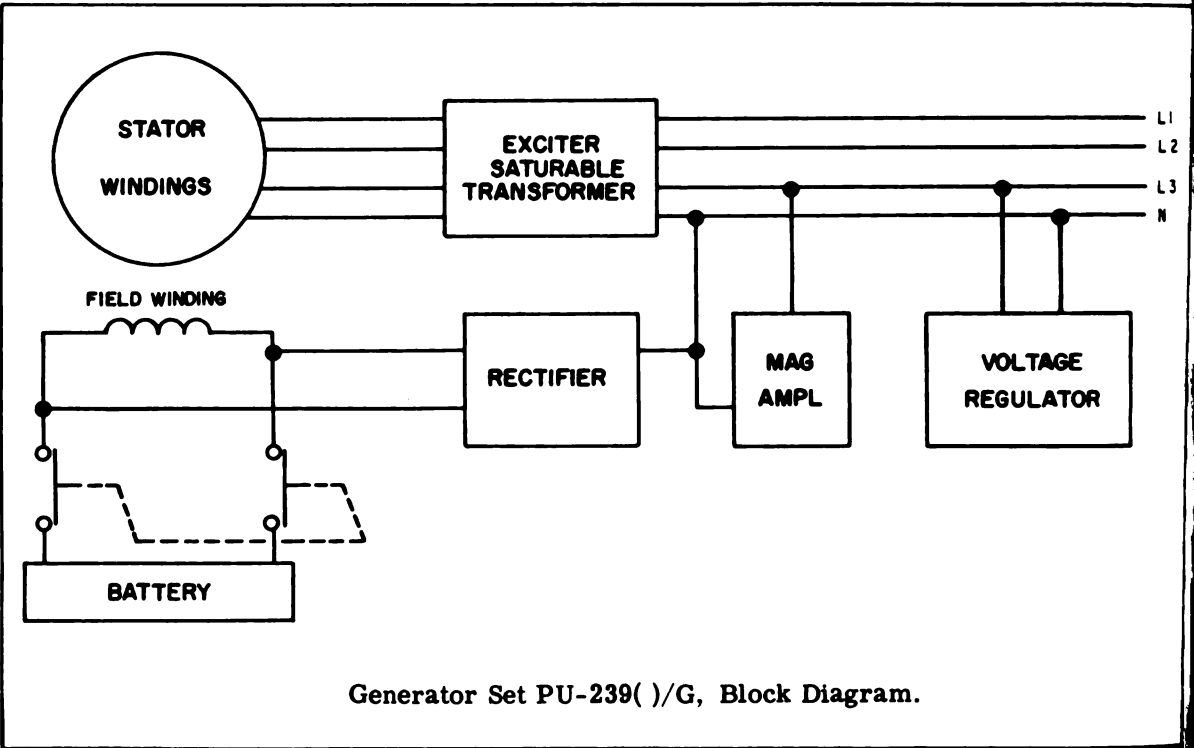 STATOR
WINDINGS
EXCITER
SATURABLE
TRANSFORMER
L1
L2
L3
N
FIELD WINDING
RECTIFIER
MAG
AMPL
VOLTAGE
REGULATOR
BATTERY
Generator Set PU-239( )/G, Block Diagram.